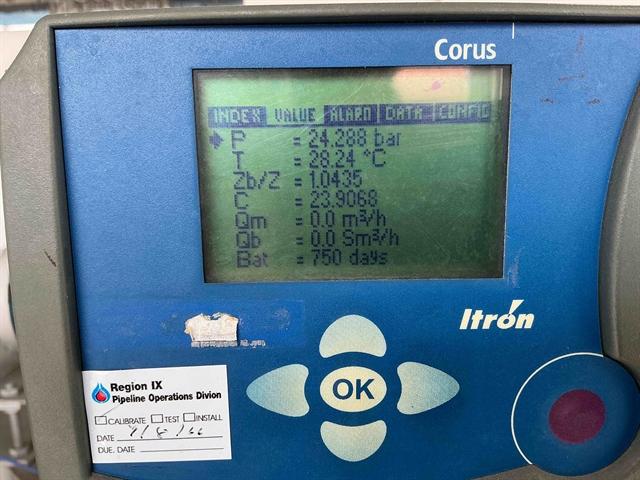 Corus
INDEX VALUE ALARM DATA CONFIG
P = 24.288 bar
T = 28.24 °C
Zb/Z = 1.0435
C = 23.9068
Qm = 0.0 m³/h
Qb = 0.0 Sm³/h
Bat = 750 days
Itrón
OK
Region IX
Pipeline Operations Divion
CALIBRATE TEST INSTALL
DATE
DUE. DATE